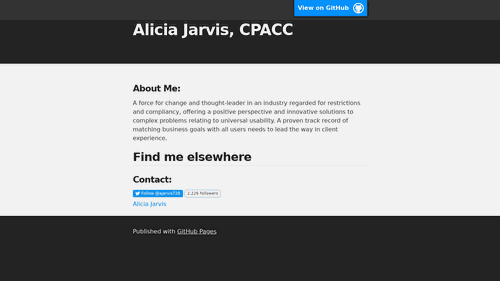 View on GitHub
Alicia Jarvis, CPACC
About Me:
A force for change and thought-leader in an industry regarded for restrictions
and compliancy, offering a positive perspective and innovative solutions to
complex problems relating to universal usability. A proven track record of
matching business goals with all users needs to lead the way in client
experience.
Find me elsewhere
Contact:
Follow @ajarvis728 2,226 followers
Alicia Jarvis
Published with GitHub Pages